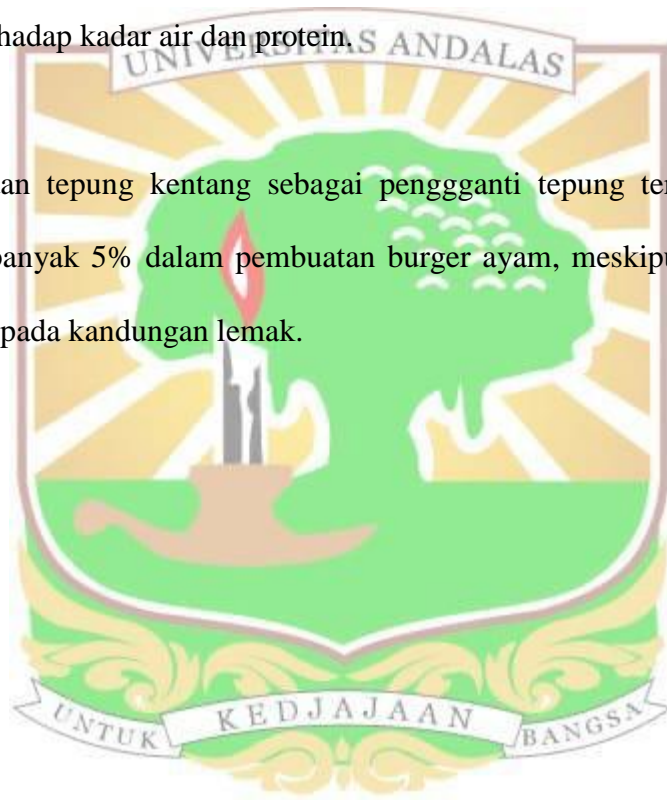 hadap kadar air dan protein.
UNIVERSITAS ANDALAS
an tepung kentang sebagai penggganti tepung ter
banyak 5% dalam pembuatan burger ayam, meskipu
pada kandungan lemak.
UNTUK KEDJAJAAN BANGSA